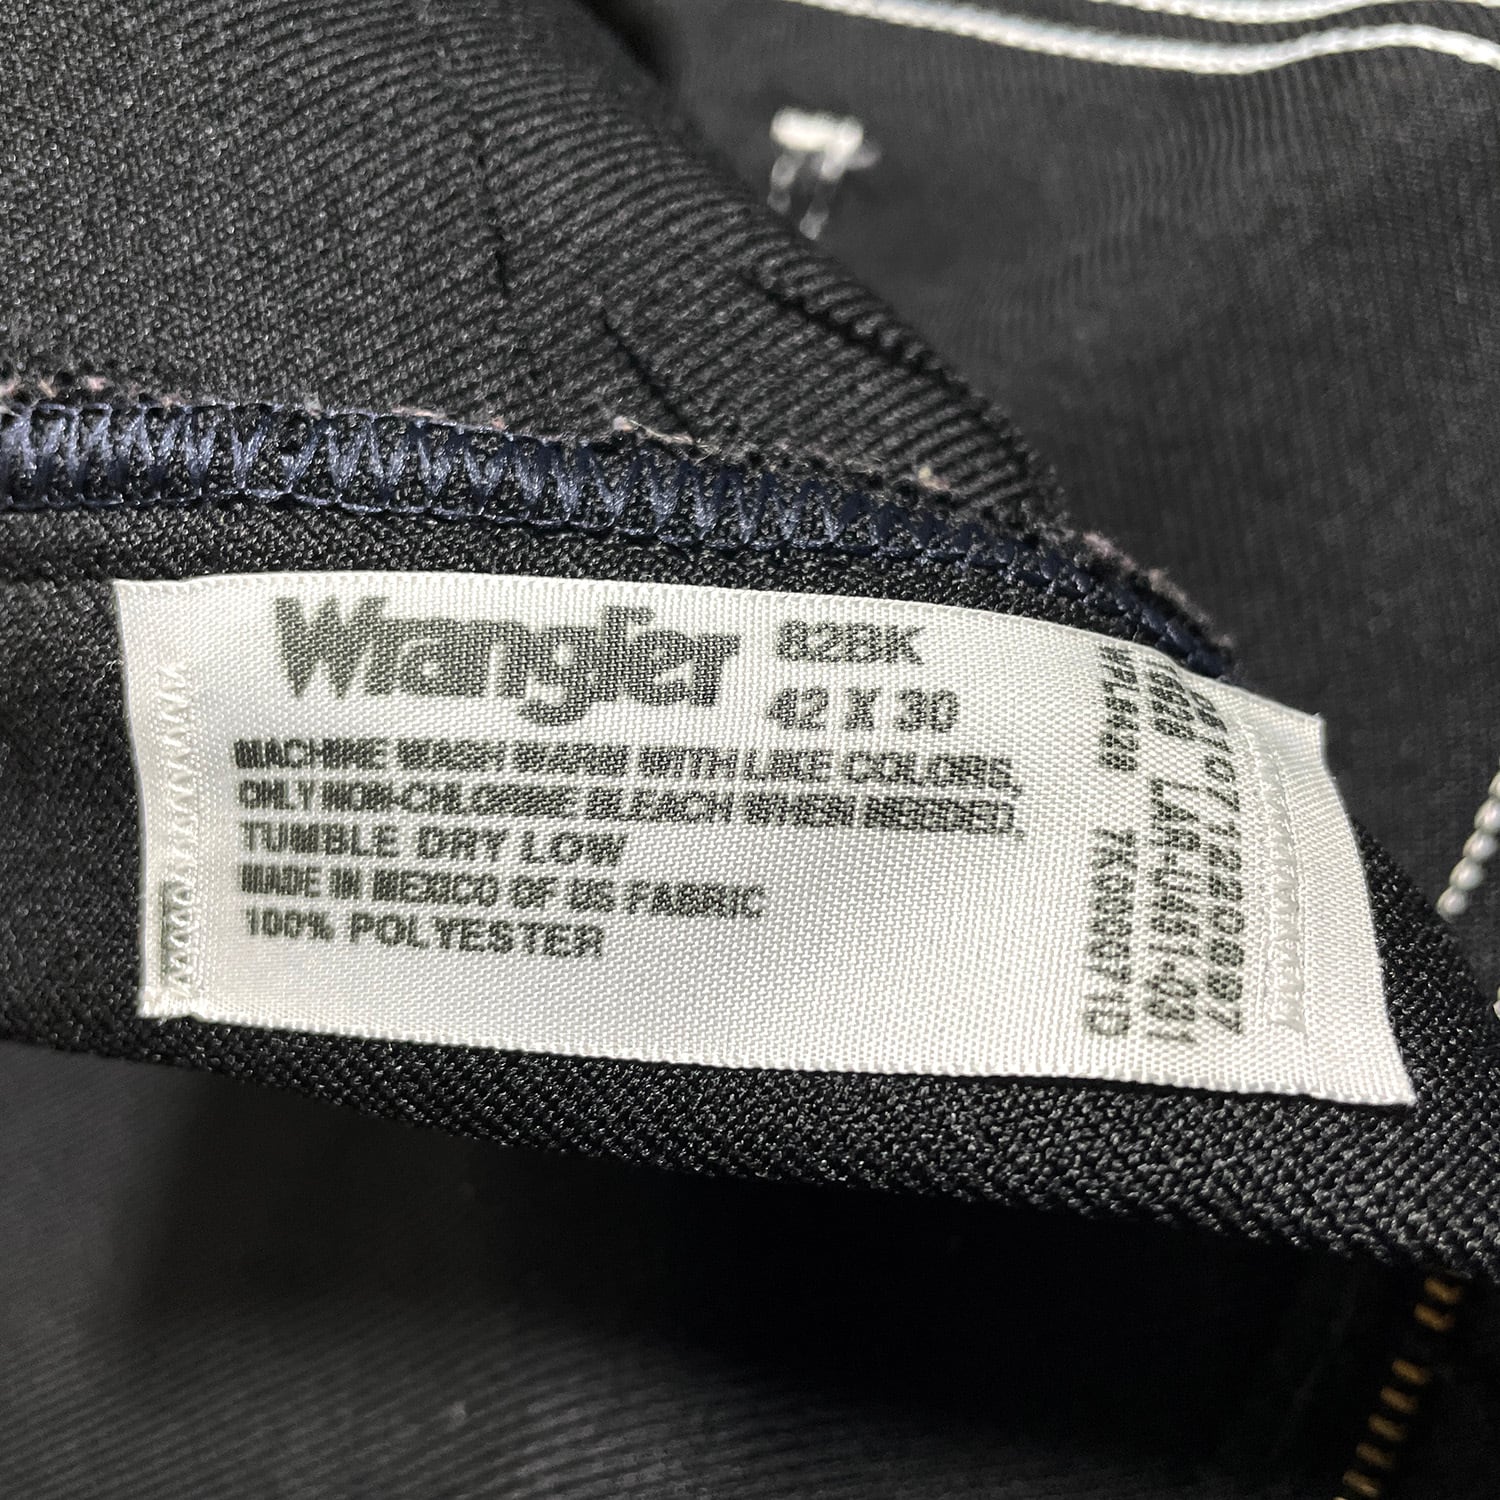 Wrangler
82BK
42 X 30
MACHINE WASH WARM WITH LIKE COLORS,
ONLY NON-CHLORINE BLEACH WHEN NEEDED,
TUMBLE DRY LOW
MADE IN MEXICO OF US FABRIC
100% POLYESTER